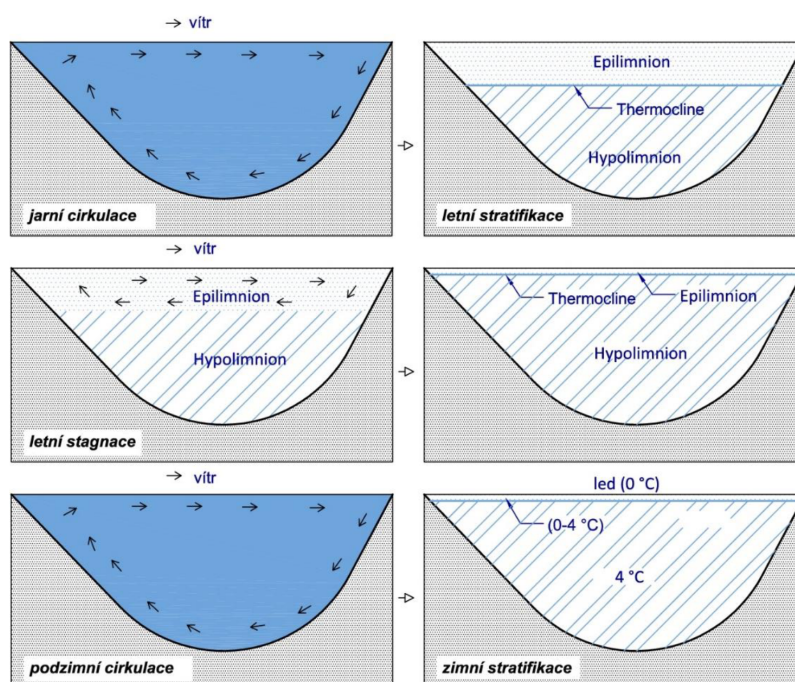 vítr
jarní cirkulace
Epilimnion
Thermocline
Hypolimnion
letní stratifikace
vítr
Epilimnion
Hypolimnion
letní stagnace
Thermocline
Epilimnion
Hypolimnion
vítr
podzimní cirkulace
led (0 °C)
(0-4 °C)
4 °C
zimní stratifikace